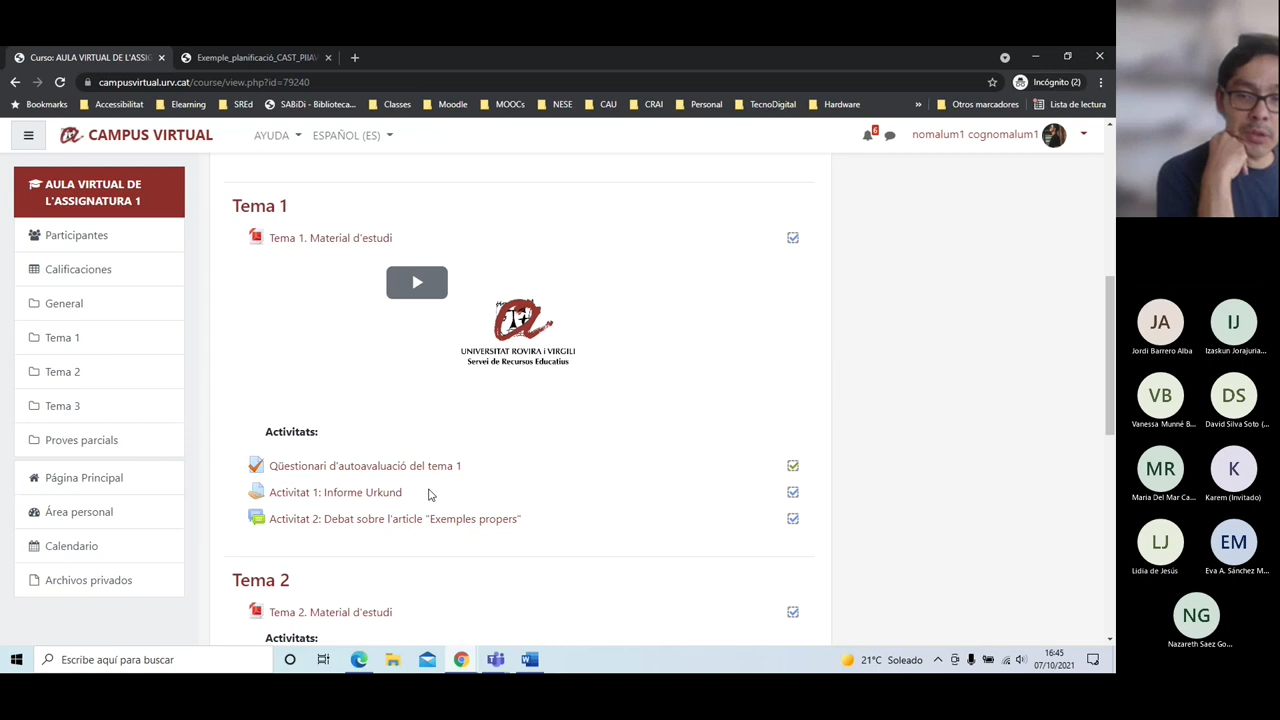 Curso: AULA VIRTUAL DE L'ASSIG
Exemple_planificació_CAST_PIIAV
Incógnito (2)
campusvirtual.urv.cat/course/view.php?id=79240
Bookmarks
Accessibilitat
Elearning
SREd
SABiDi - Biblioteca...
Classes
Moodle
MOOCs
NESE
CAU
CRAI
Personal
TecnoDigital
Hardware
»
Otros marcadores
Lista de lectura
CAMPUS VIRTUAL
AYUDA
ESPAÑOL (ES)
6
nomalum1 cognomalum1
AULA VIRTUAL DE
L'ASSIGNATURA 1
Participantes
Calificaciones
General
Tema 1
Tema 2
Tema 3
Proves parcials
Página Principal
Área personal
Calendario
Archivos privados
Tema 1
Tema 1. Material d'estudi
UNIVERSITAT ROVIRA i VIRGILI
Servei de Recursos Educatius
Activitats:
Qüestionari d'autoavaluació del tema 1
Activitat 1: Informe Urkund
Activitat 2: Debat sobre l'article "Exemples propers"
Tema 2
Tema 2. Material d'estudi
Activitats:
Escribe aquí para buscar
21°C Soleado
16:45
07/10/2021
JA
Jordi Barrero Alba
IJ
Izaskun Jorajuria...
VB
Vanessa Munné B...
DS
David Silva Soto (...
MR
Maria Del Mar Ca...
K
Karem (Invitado)
LJ
Lidia de Jesús
EM
Eva A. Sánchez M...
NG
Nazareth Saez Go...